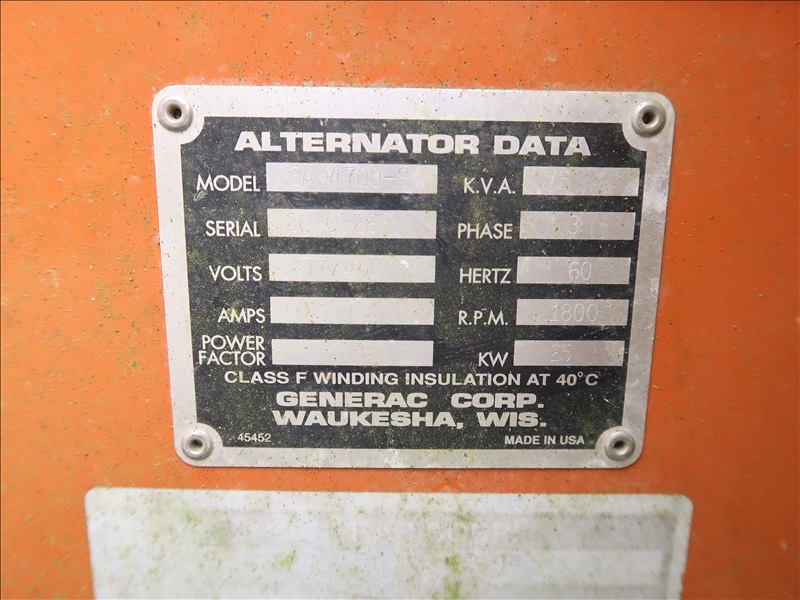 ALTERNATOR DATA
MODEL K.V.A.
SERIAL PHASE 3
VOLTS HERTZ 60
AMPS R.P.M. 1800
POWER FACTOR KW
CLASS F WINDING INSULATION AT 40°C
GENERAC CORP.
WAUKESHA, WIS.
45452 MADE IN USA